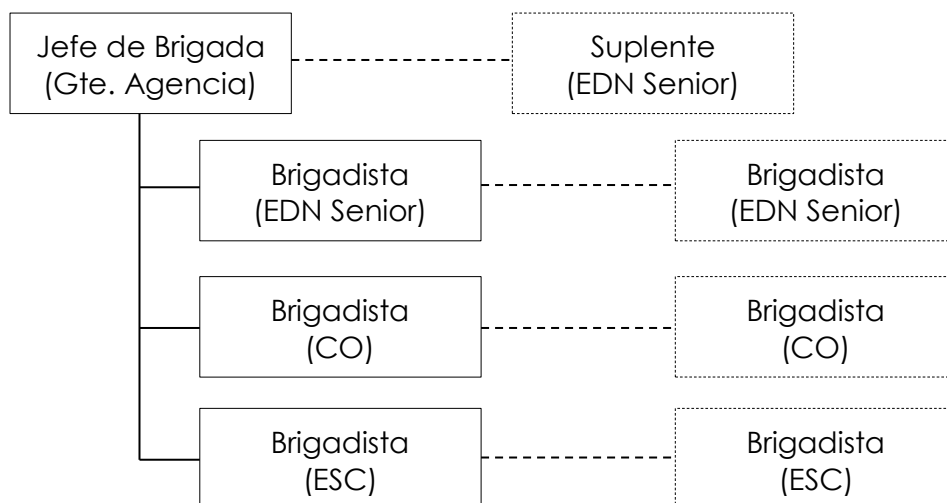 Jefe de Brigada
(Gte. Agencia)
Suplente
(EDN Senior)
Brigadista
(EDN Senior)
Brigadista
(EDN Senior)
Brigadista
(CO)
Brigadista
(CO)
Brigadista
(ESC)
Brigadista
(ESC)